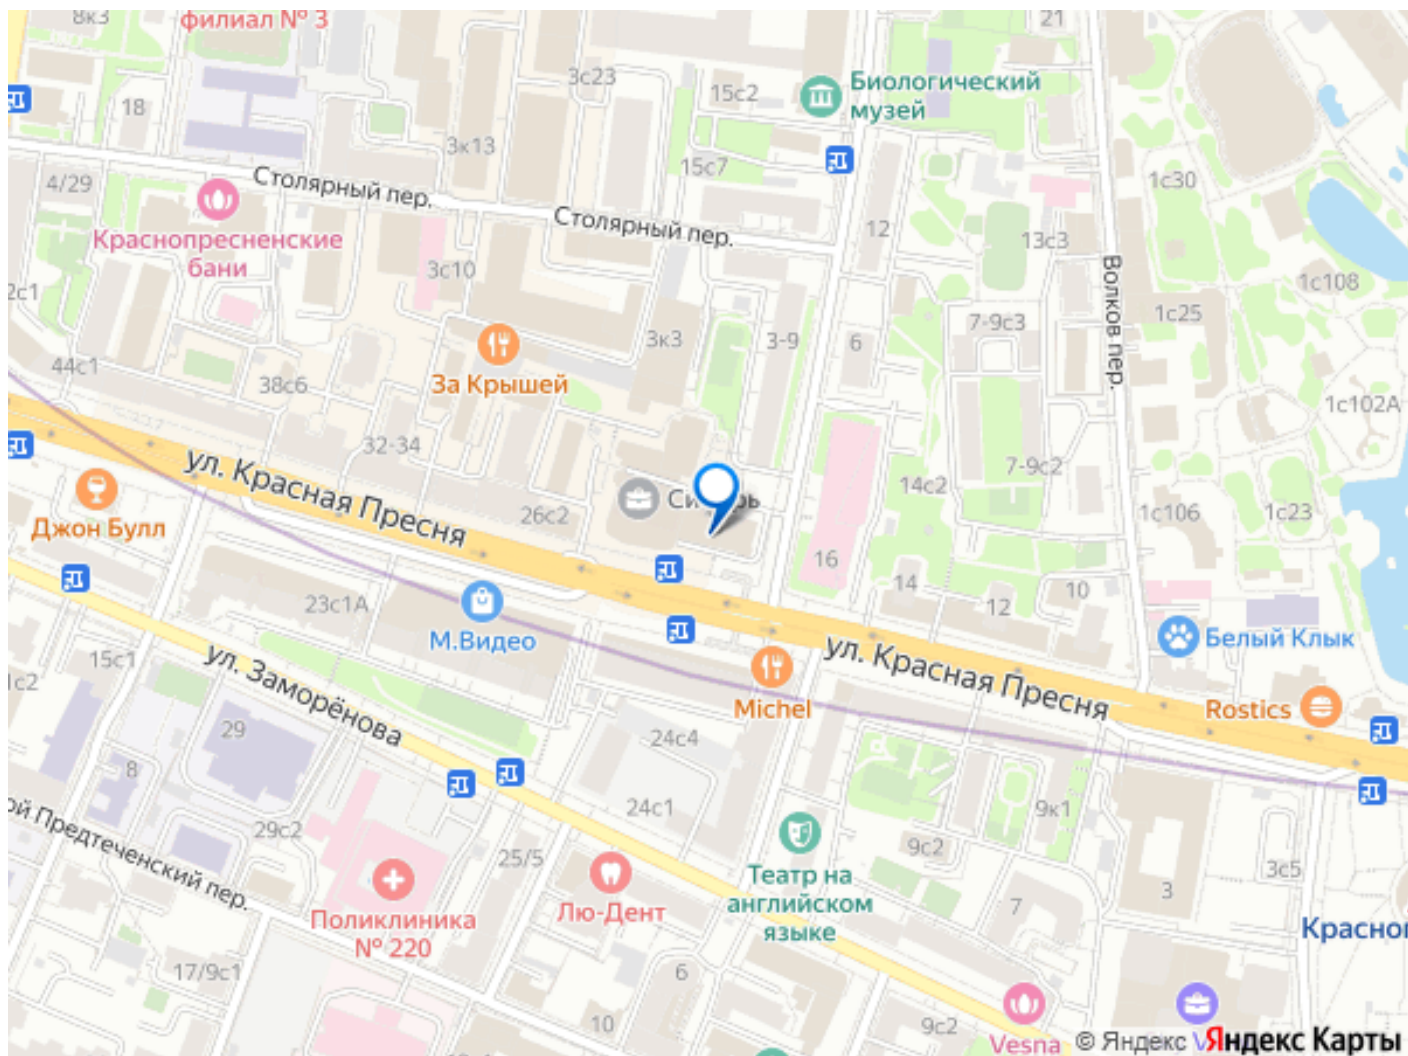 8к3
филиал № 3
21
3с23
15с2
Биологический
музей
18
3к13
15с7
4/29
Столярный пер.
Столярный пер.
1с30
12
13с3
Краснопресненские
бани
3с10
2с1
Волков пер.
1с108
1с25
7-9с3
3к3
3-9
6
44с1
38с6
За Крышей
1с102А
32-34
ул. Красная Пресня
7-9с2
14с2
26с2
1с106
1с23
Джон Булл
16
14
12
10
23с1А
М.Видео
Белый Клык
15с1
1с2
ул. Заморёнова
ул. Красная Пресня
Michel
Rostics
29
24с4
8
24с1
9к1
29с2
ой Предтеченский пер.
25/5
9с2
3с5
Театр на
английском
языке
3
7
Поликлиника
№ 220
Лю-Дент
Красно
17/9с1
6
10
9с2
Vesna
© Яндекс
Яндекс Карты